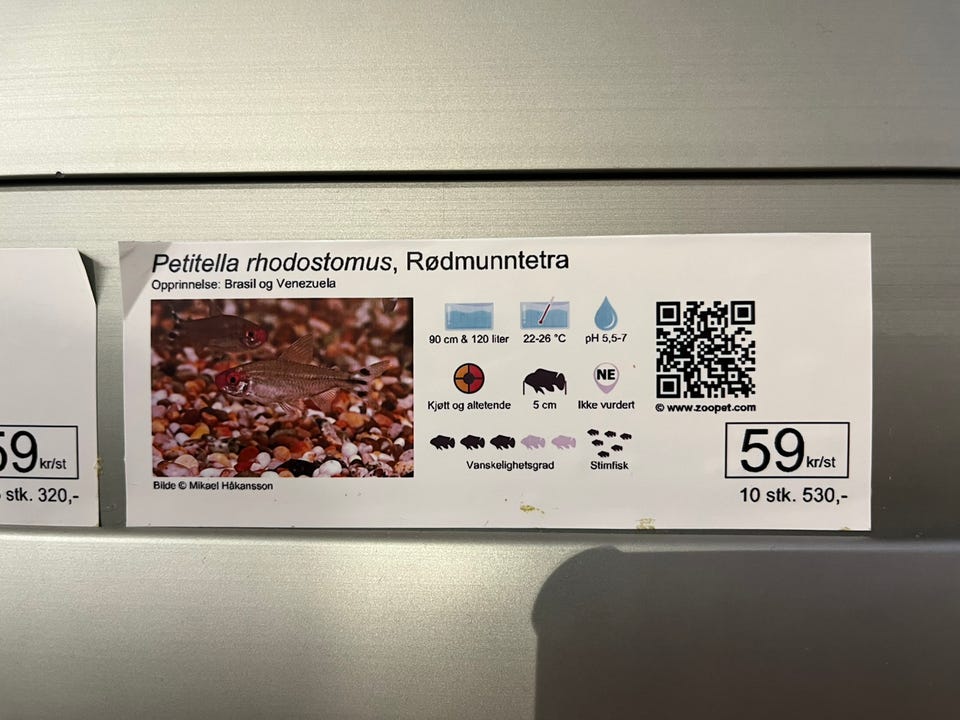 Petitella rhodostomus, Rødmunntetra
Opprinnelse: Brasil og Venezuela
90 cm & 120 liter
22-26 °C
pH 5,5-7
Kjøtt og altetende
5 cm
NE
Ikke vurdert
© www.zoopet.com
Vanskelighetsgrad
Stimfisk
Bilde © Mikael Håkansson
59 kr/st
10 stk. 530,-
59 kr/st
stk. 320,-